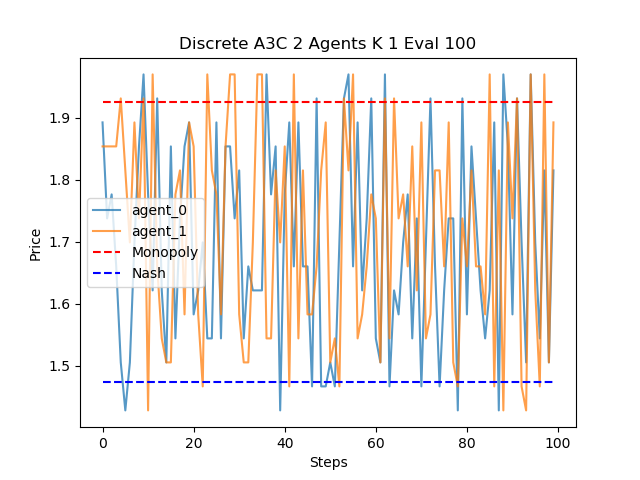 Discrete A3C 2 Agents K 1 Eval 100
Price
1.9
1.8
1.7
1.6
1.5
agent_0
agent_1
Monopoly
Nash
0
20
40
60
80
100
Steps